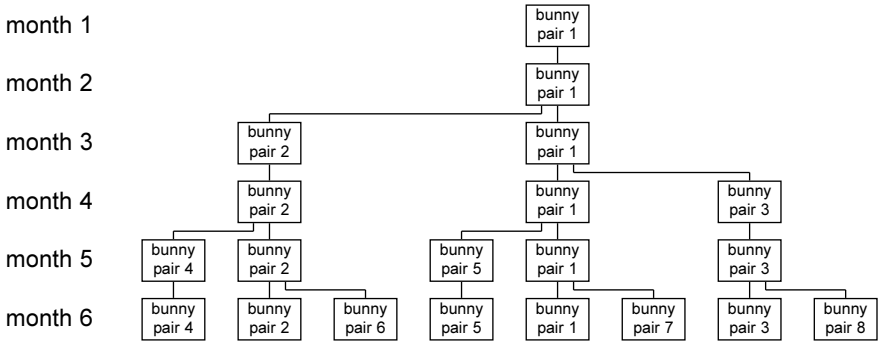 month 1
bunny
pair 1
month 2
bunny
pair 1
month 3
bunny
pair 2
bunny
pair 1
month 4
bunny
pair 2
bunny
pair 1
bunny
pair 3
month 5
bunny
pair 4
bunny
pair 2
bunny
pair 5
bunny
pair 1
bunny
pair 3
month 6
bunny
pair 4
bunny
pair 2
bunny
pair 6
bunny
pair 5
bunny
pair 1
bunny
pair 7
bunny
pair 3
bunny
pair 8